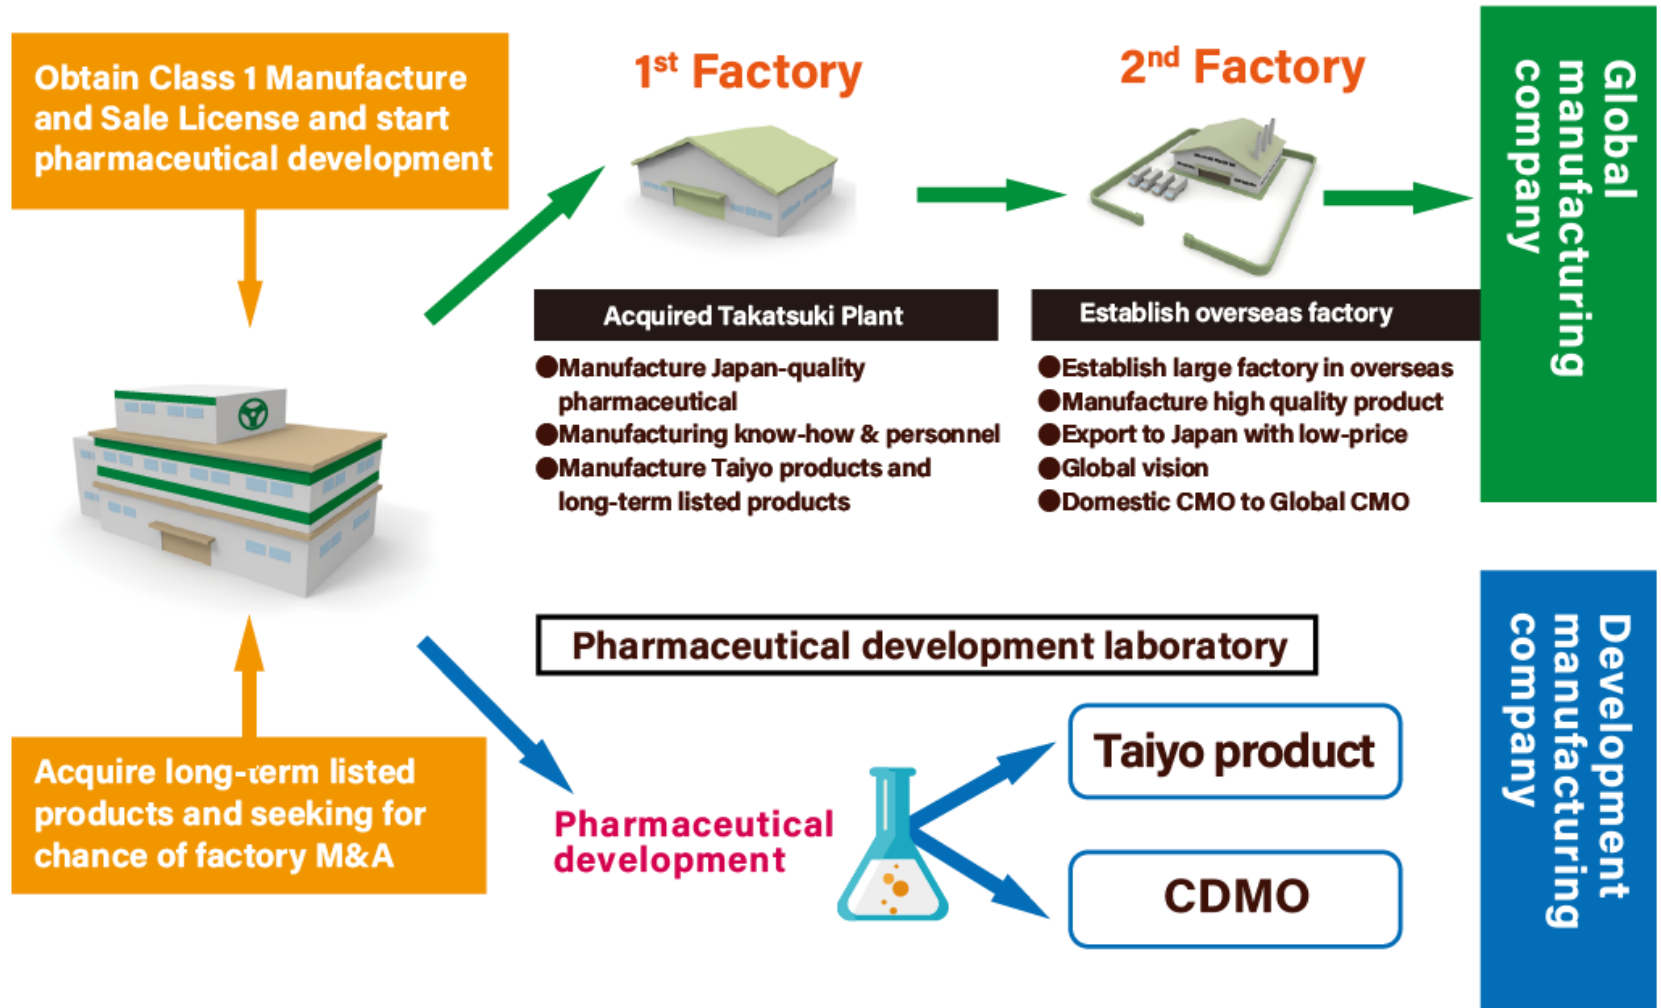 Obtain Class 1 Manufacture
and Sale License and start
pharmaceutical development
1st Factory
2nd Factory
Global
manufacturing
company
Acquired Takatsuki Plant
●Manufacture Japan-quality
pharmaceutical
●Manufacturing know-how & personnel
●Manufacture Taiyo products and
long-term listed products
Establish overseas factory
●Establish large factory in overseas
●Manufacture high quality product
●Export to Japan with low-price
●Global vision
●Domestic CMO to Global CMO
Acquire long-term listed
products and seeking for
chance of factory M&A
Pharmaceutical development laboratory
Pharmaceutical
development
Taiyo product
CDMO
Development
manufacturing
company